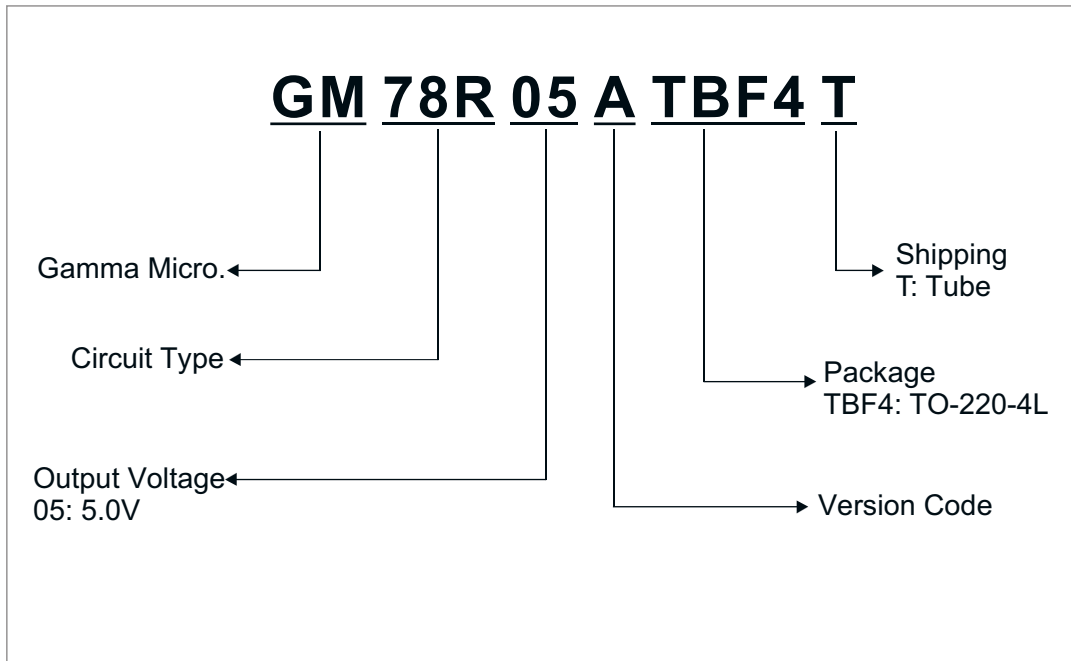 GM 78R 05 A TBF4 T
Gamma Micro.
Shipping
T: Tube
Circuit Type
Package
TBF4: TO-220-4L
Output Voltage
05: 5.0V
Version Code